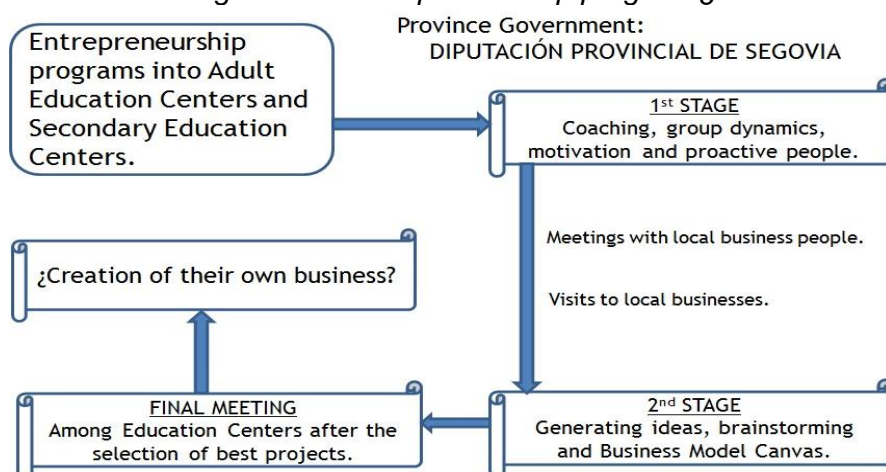 Province Government:
DIPUTACIÓN PROVINCIAL DE SEGOVIA
Entrepreneurship
programs into Adult
Education Centers and
Secondary Education
Centers.
1st STAGE
Coaching, group dynamics,
motivation and proactive people.
Meetings with local business people.
Visits to local businesses.
2nd STAGE
Generating ideas, brainstorming
and Business Model Canvas.
FINAL MEETING
Among Education Centers after the
selection of best projects.
¿Creation of their own business?